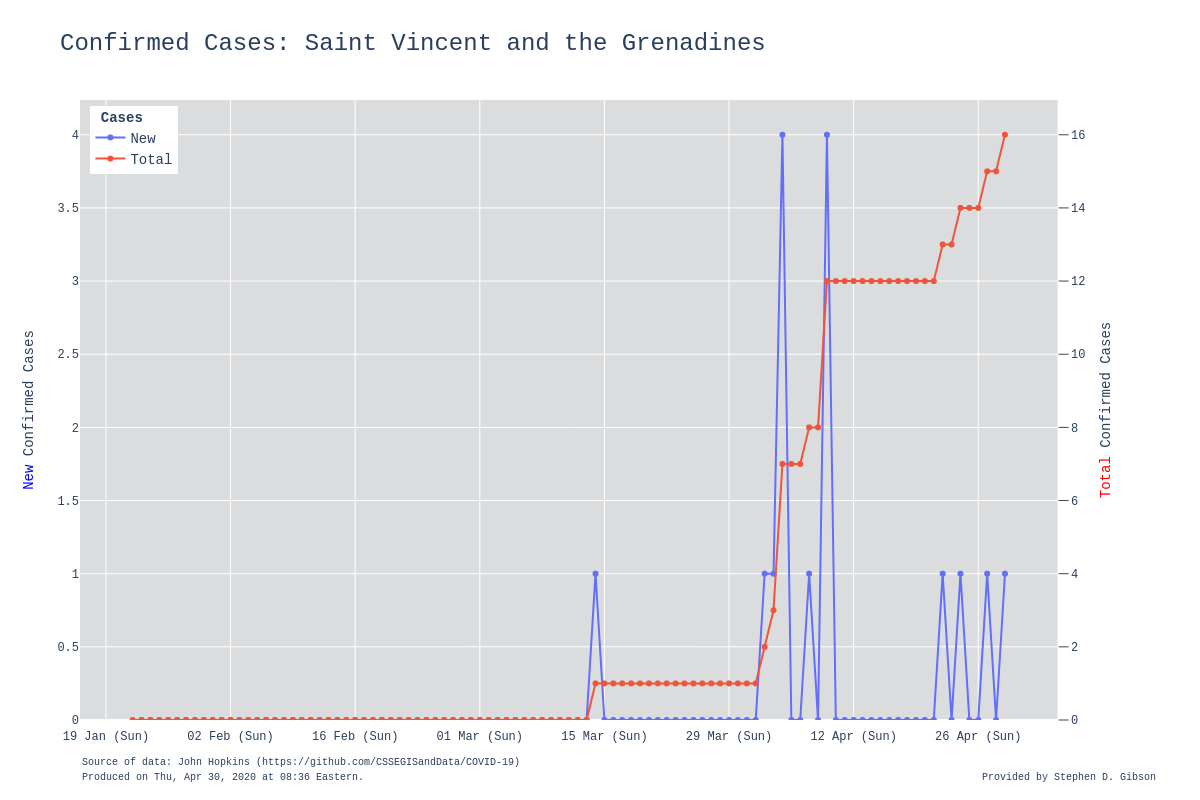 Confirmed Cases: Saint Vincent and the Grenadines
Cases
New
Total
4
3.5
3
2.5
2
1.5
1
0.5
0
16
14
12
10
8
6
4
2
0
New Confirmed Cases
Total Confirmed Cases
19 Jan (Sun) 02 Feb (Sun) 16 Feb (Sun) 01 Mar (Sun) 15 Mar (Sun) 29 Mar (Sun) 12 Apr (Sun) 26 Apr (Sun)
Source of data: John Hopkins (https://github.com/CSSEGISandData/COVID-19)
Produced on Thu, Apr 30, 2020 at 08:36 Eastern.
Provided by Stephen D. Gibson